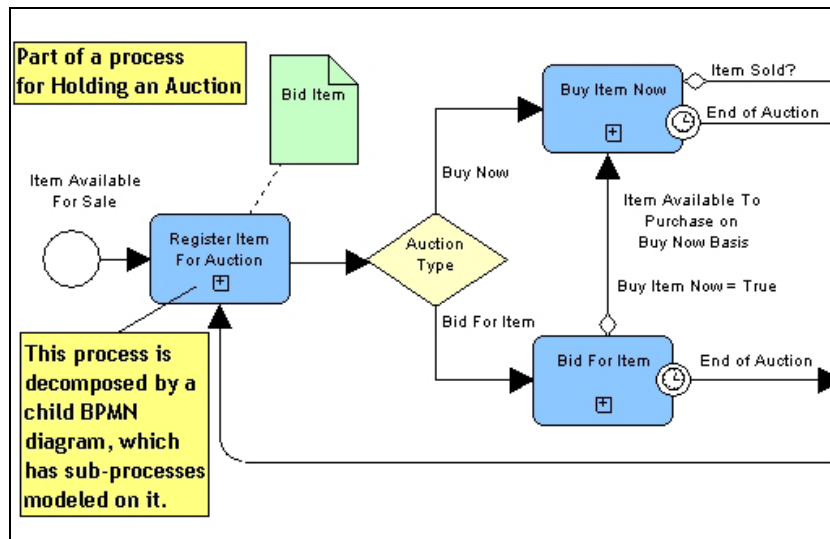 Part of a process
for Holding an Auction
Bid Item
Item Available
For Sale
Register Item
For Auction
Buy Now
Auction
Type
Bid For Item
Buy Item Now
Item Sold?
End of Auction
Item Available To
Purchase on
Buy Now Basis
Buy Item Now = True
Bid For Item
End of Auction
This process is
decomposed by a
child BPMN
diagram, which
has sub-processes
modeled on it.